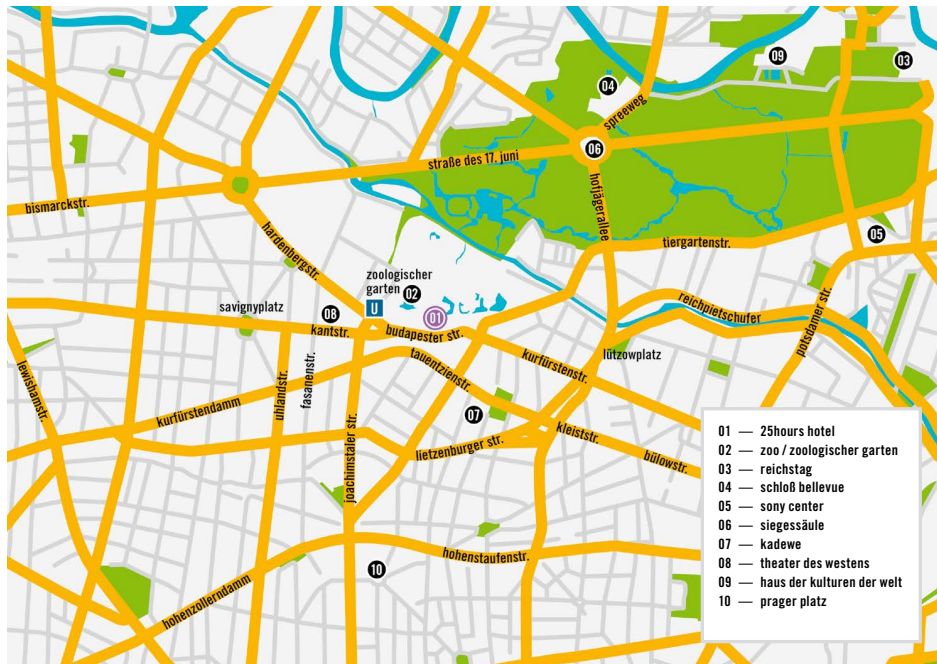 09
03
04
spreeweg
06
straße des 17. juni
bismarckstr.
hofjägerallee
hardenbergstr.
05
tiergartenstr.
zoologischer
garten
02
savignyplatz
08
U
01
reichpietschufer
kantstr.
budapester str.
potsdamer str.
kurfürstenstr.
lützowplatz
tauentzienstr.
lewishamstr.
uhlandstr.
fasanenstr.
kurfürstendamm
07
kleiststr.
lietzenburger str.
bülowstr.
joachimstaler str.
hohenstaufenstr.
10
hohenzollerndamm
01 — 25hours hotel
02 — zoo / zoologischer garten
03 — reichstag
04 — schloß bellevue
05 — sony center
06 — siegessäule
07 — kadewe
08 — theater des westens
09 — haus der kulturen der welt
10 — prager platz